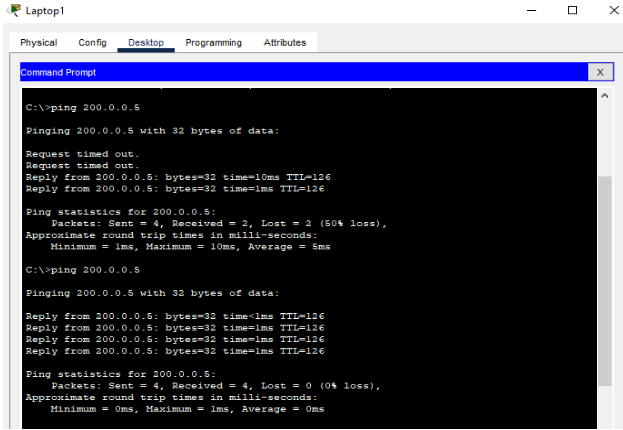 Laptop1
Physical Config Desktop Programming Attributes
Command Prompt X
C:\>ping 200.0.0.5
Pinging 200.0.0.5 with 32 bytes of data:
Request timed out.
Request timed out.
Reply from 200.0.0.5: bytes=32 time=10ms TTL=126
Reply from 200.0.0.5: bytes=32 time=1ms TTL=126
Ping statistics for 200.0.0.5:
Packets: Sent = 4, Received = 2, Lost = 2 (50% loss),
Approximate round trip times in milli-seconds:
Minimum = 1ms, Maximum = 10ms, Average = 5ms
C:\>ping 200.0.0.5
Pinging 200.0.0.5 with 32 bytes of data:
Reply from 200.0.0.5: bytes=32 time<1ms TTL=126
Reply from 200.0.0.5: bytes=32 time=1ms TTL=126
Reply from 200.0.0.5: bytes=32 time=1ms TTL=126
Reply from 200.0.0.5: bytes=32 time=1ms TTL=126
Ping statistics for 200.0.0.5:
Packets: Sent = 4, Received = 4, Lost = 0 (0% loss),
Approximate round trip times in milli-seconds:
Minimum = 0ms, Maximum = 1ms, Average = 0ms